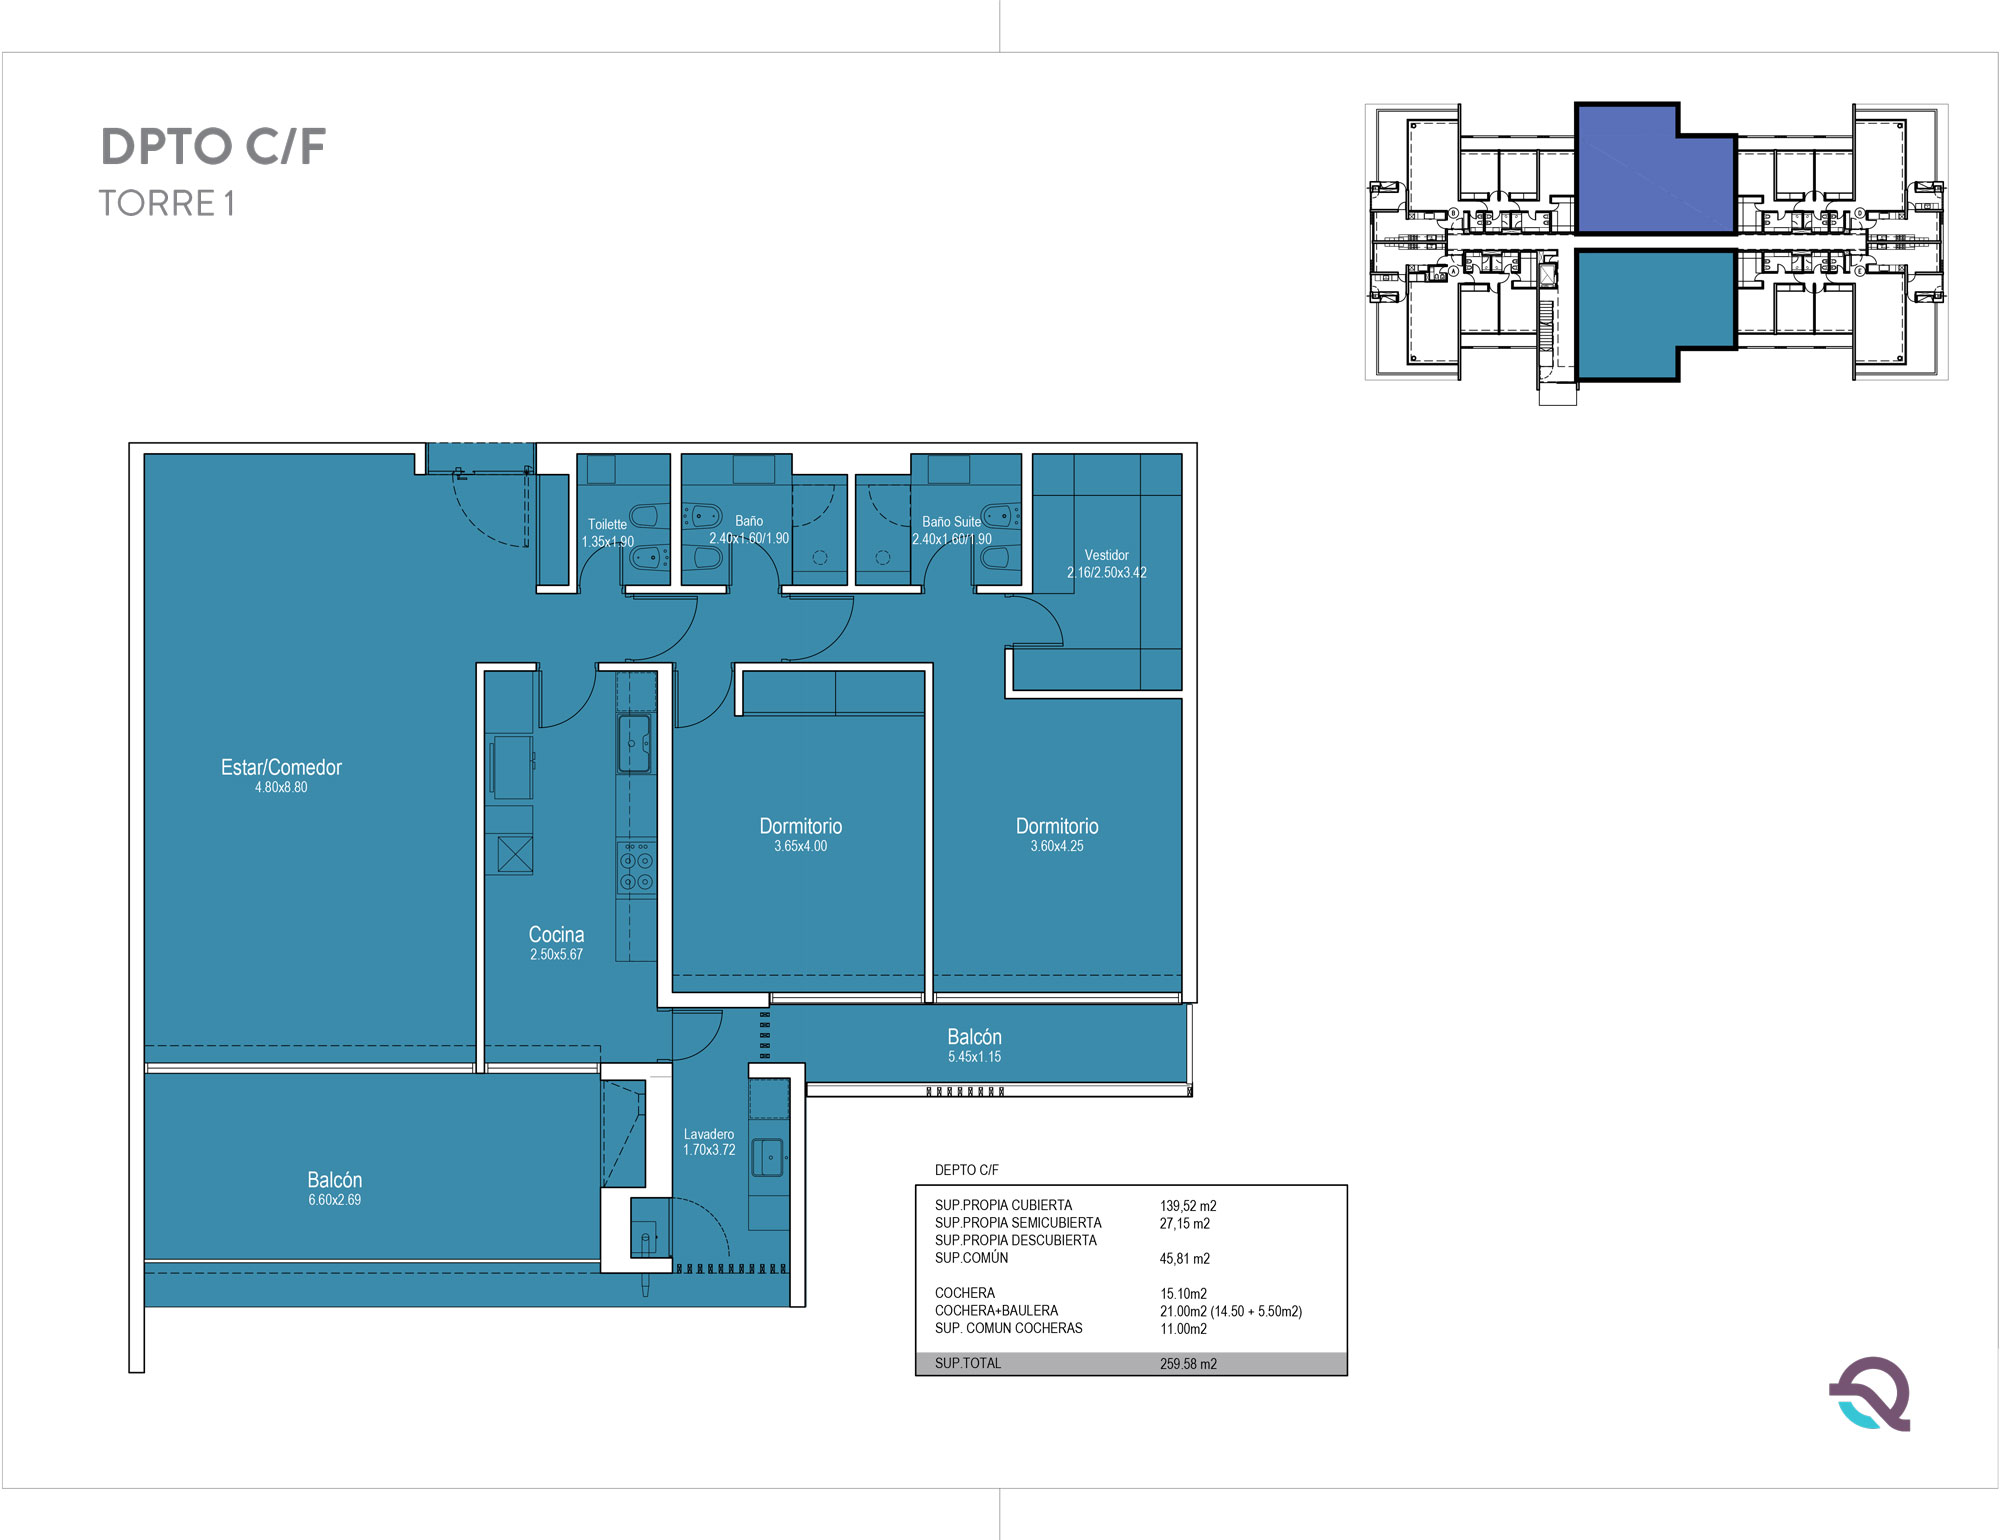 DPTO C/F
TORRE 1
B
D
A
E
Toilette
1.35x1.90
Baño
2.40x1.60/1.90
Baño Suite
2.40x1.60/1.90
Vestidor
2.16/2.50x3.42
Estar/Comedor
4.80x8.80
Dormitorio
3.65x4.00
Dormitorio
3.60x4.25
Cocina
2.50x5.67
Balcón
5.45x1.15
Lavadero
1.70x3.72
Balcón
6.60x2.69
DEPTO C/F
SUP.PROPIA CUBIERTA 139,52 m2
SUP.PROPIA SEMICUBIERTA 27,15 m2
SUP.PROPIA DESCUBIERTA
SUP.COMÚN 45,81 m2
COCHERA 15.10m2
COCHERA+BAULERA 21.00m2 (14.50 + 5.50m2)
SUP. COMUN COCHERAS 11.00m2
SUP.TOTAL 259.58 m2